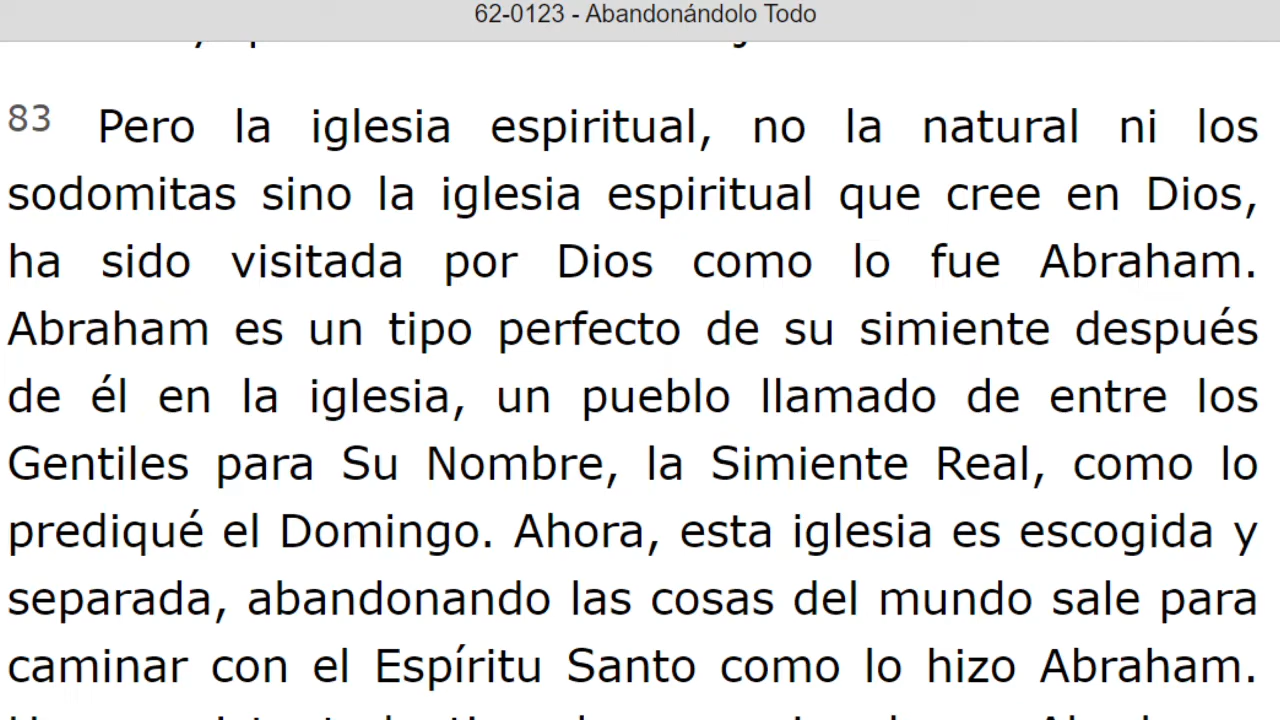 62-0123 - Abandonándolo Todo
83 Pero la iglesia espiritual, no la natural ni los
sodomitas sino la iglesia espiritual que cree en Dios,
ha sido visitada por Dios como lo fue Abraham.
Abraham es un tipo perfecto de su simiente después
de él en la iglesia, un pueblo llamado de entre los
Gentiles para Su Nombre, la Simiente Real, como lo
prediqué el Domingo. Ahora, esta iglesia es escogida y
separada, abandonando las cosas del mundo sale para
caminar con el Espíritu Santo como lo hizo Abraham.